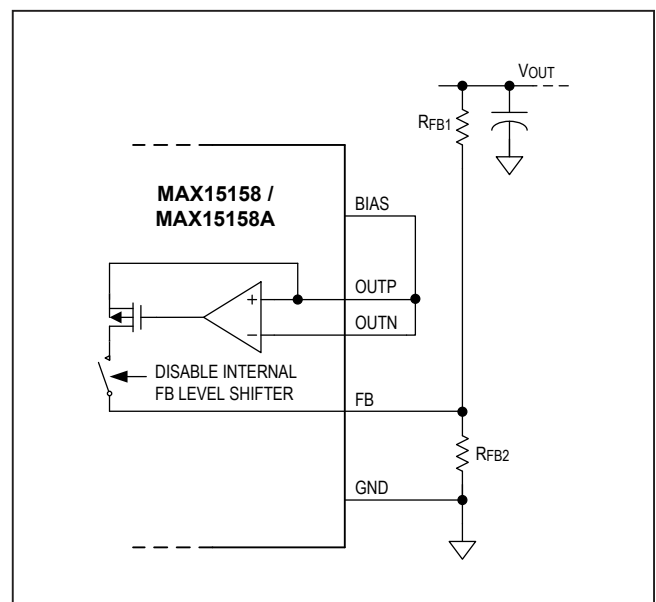 VOUT
RFB1
MAX15158 /
MAX15158A
BIAS
OUTP
+
OUTN
−
DISABLE INTERNAL
FB LEVEL SHIFTER
FB
RFB2
GND